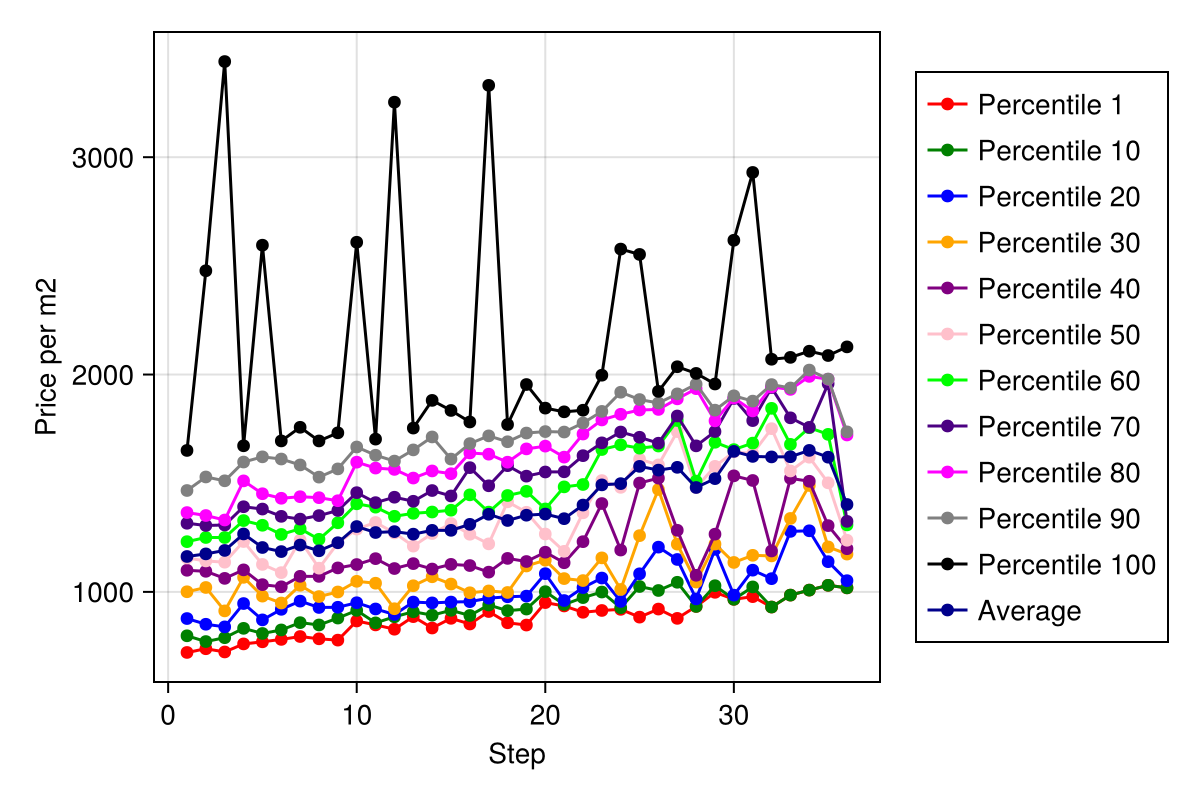 3000
2000
1000
Price per m2
0
10
20
30
Step
Percentile 1
Percentile 10
Percentile 20
Percentile 30
Percentile 40
Percentile 50
Percentile 60
Percentile 70
Percentile 80
Percentile 90
Percentile 100
Average